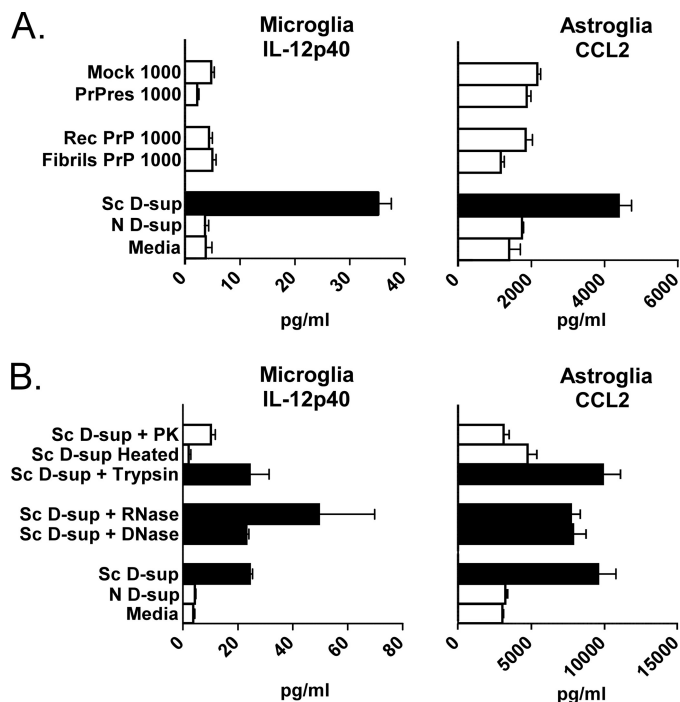 A.
Microglia
IL-12p40
Astroglia
CCL2
Mock 1000
PrPres 1000
Rec PrP 1000
Fibrils PrP 1000
Sc D-sup
N D-sup
Media
0 10 20 30 40
0 2000 4000 6000
pg/ml
pg/ml
B.
Microglia
IL-12p40
Astroglia
CCL2
Sc D-sup + PK
Sc D-sup Heated
Sc D-sup + Trypsin
Sc D-sup + RNase
Sc D-sup + DNase
Sc D-sup
N D-sup
Media
0 20 40 60 80
0 5000 10000 15000
pg/ml
pg/ml